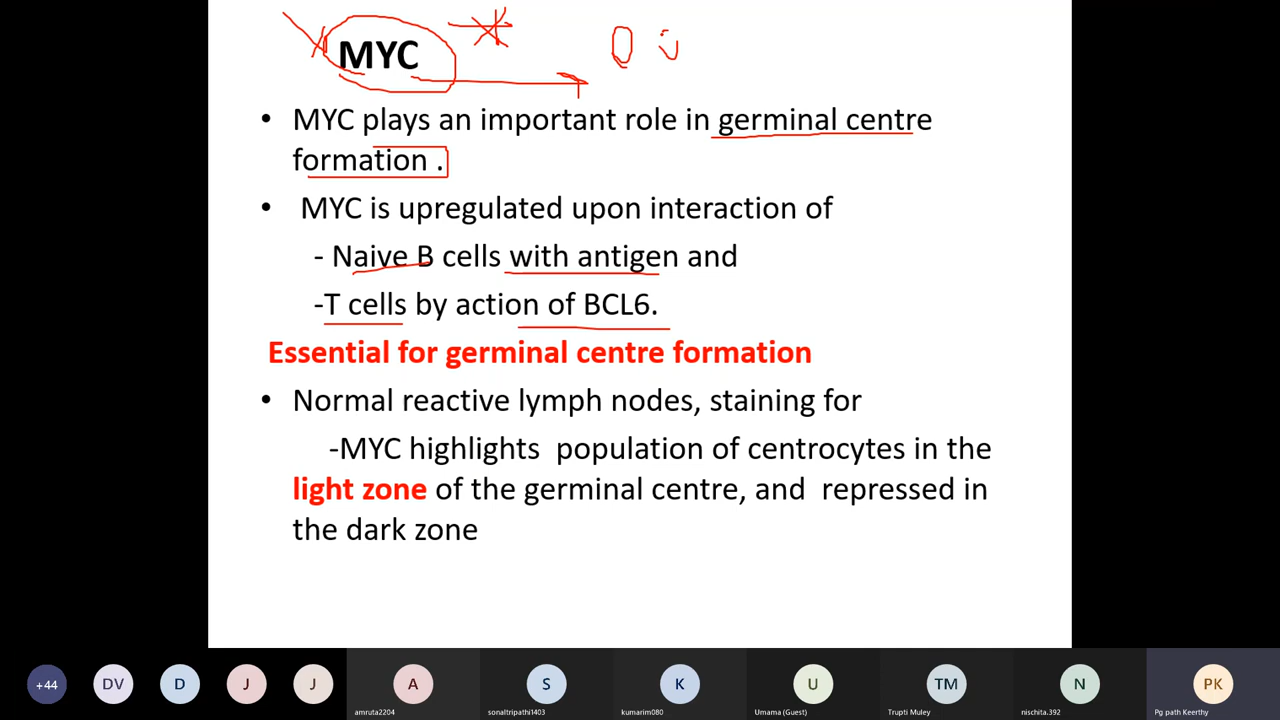 MYC
• MYC plays an important role in germinal centre
formation .
• MYC is upregulated upon interaction of
- Naive B cells with antigen and
-T cells by action of BCL6.
Essential for germinal centre formation
• Normal reactive lymph nodes, staining for
-MYC highlights population of centrocytes in the
light zone of the germinal centre, and repressed in
the dark zone
+44 DV D J J A S K U TM N PK
amruta2204 sonaltripathi1403 kumarim080 Umama (Guest) Trupti Muley nischita.392 Pg path Keerthy